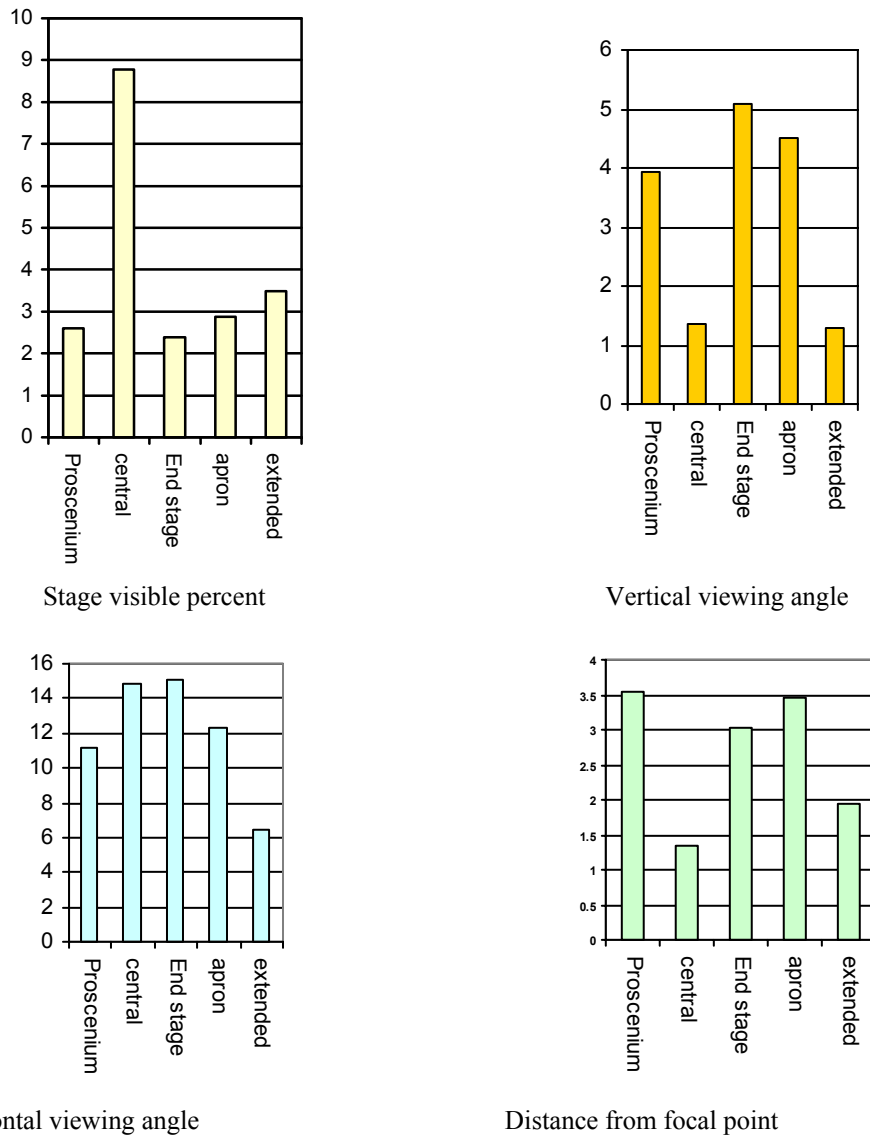 10
9
8
7
6
5
4
3
2
1
0
Proscenium
central
End stage
apron
extended
Stage visible percent
6
5
4
3
2
1
0
Proscenium
central
End stage
apron
extended
Vertical viewing angle
16
14
12
10
8
6
4
2
0
Proscenium
central
End stage
apron
extended
ontal viewing angle
4
3.5
3
2.5
2
1.5
1
0.5
0
Proscenium
central
End stage
apron
extended
Distance from focal point